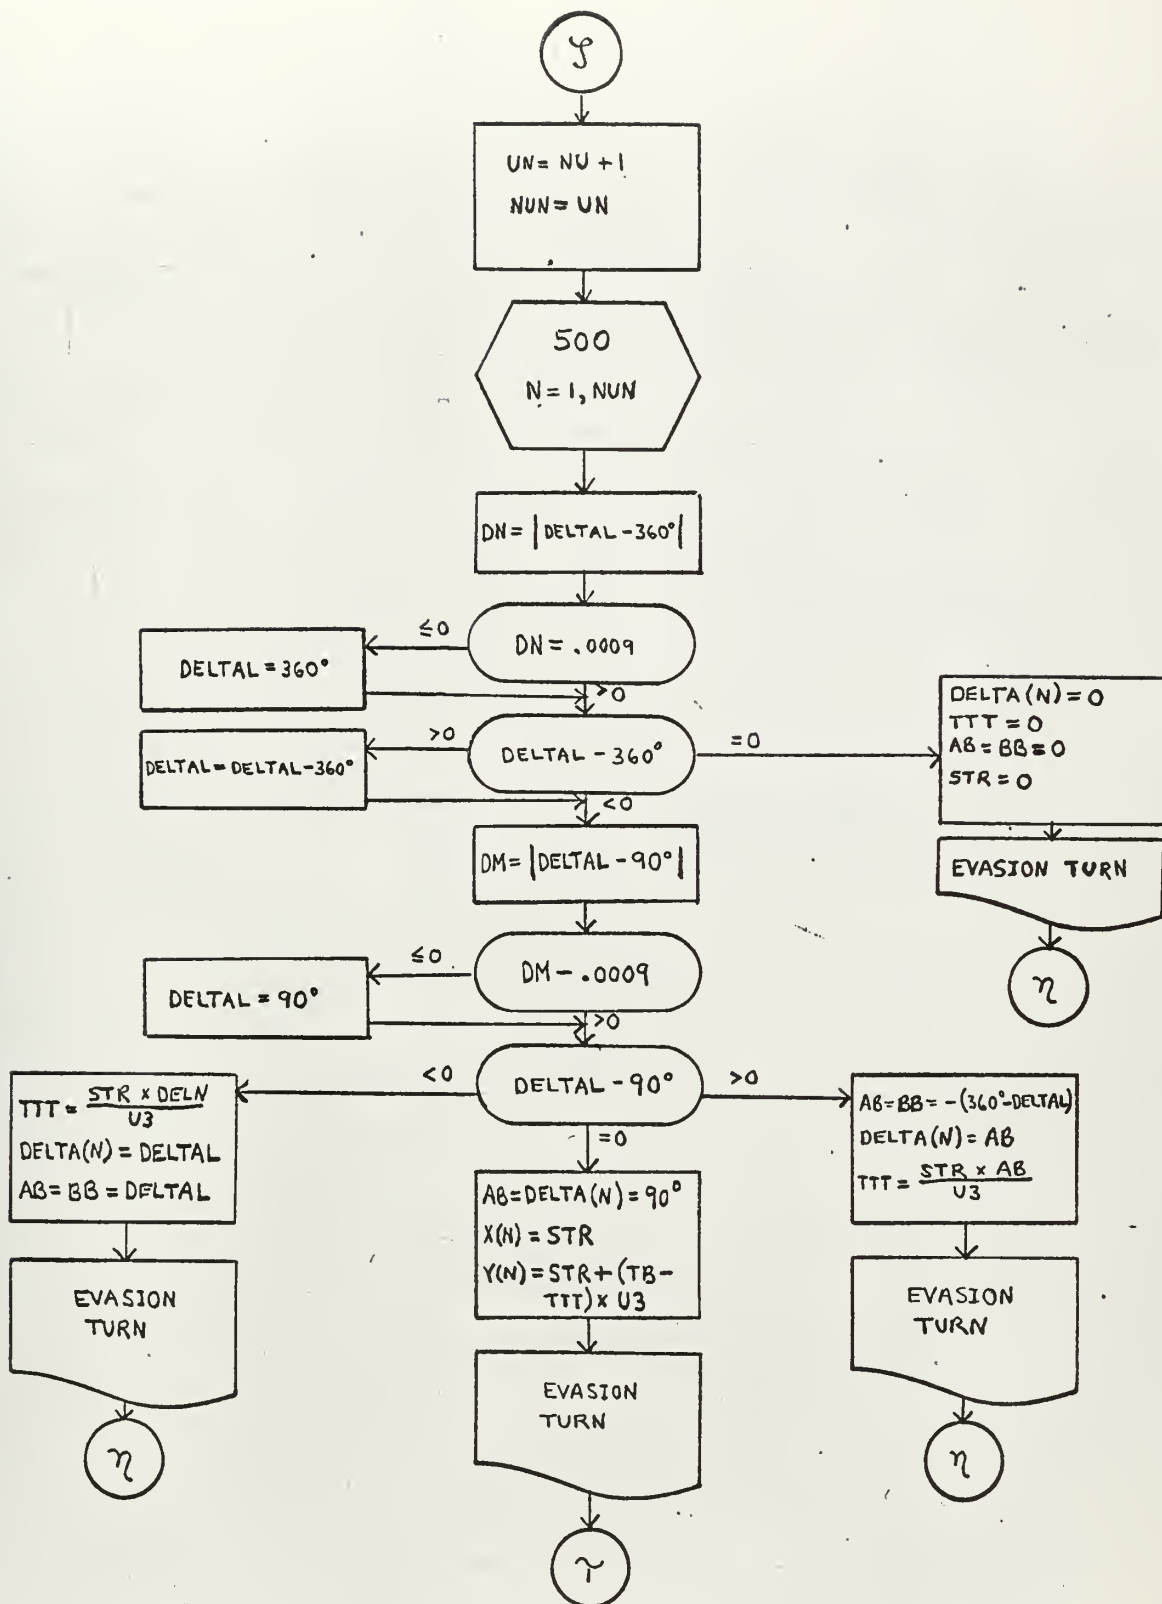 UN = NU + 1
NUN = UN
500
N = 1, NUN
DN = |DELTAL - 360°|
≤0
DN = .0009
DELTAL = 360°
>0
>0
DELTAL - 360°
=0
DELTAL = DELTAL - 360°
<0
DELTA(N) = 0
TTT = 0
AB = BB = 0
STR = 0
EVASION TURN
η
DM = |DELTAL - 90°|
≤0
DM - .0009
DELTAL = 90°
>0
<0
DELTAL - 90°
>0
=0
TTT = STR × DELN
U3
DELTA(N) = DELTAL
AB = BB = DELTAL
EVASION
TURN
η
AB = DELTA(N) = 90°
X(N) = STR
Y(N) = STR + (TB -
TTT) × U3
EVASION
TURN
AB = BB = -(360° - DELTAL)
DELTA(N) = AB
TTT = STR × AB
U3
EVASION
TURN
η